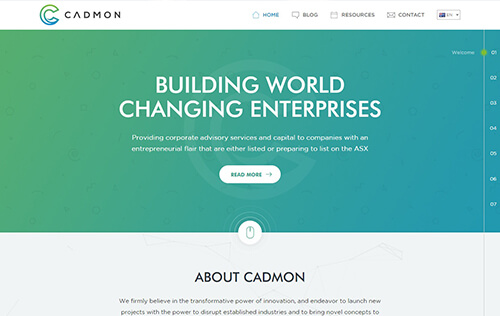 CADMON
HOME
BLOG
RESOURCES
CONTACT
EN
Welcome
01
02
03
04
05
06
07
BUILDING WORLD
CHANGING ENTERPRISES
Providing corporate advisory services and capital to companies with an
entrepreneurial flair that are either listed or preparing to list on the ASX
READ MORE
ABOUT CADMON
We firmly believe in the transformative power of innovation, and endeavor to launch new
projects with the power to disrupt established industries and to bring novel concepts to